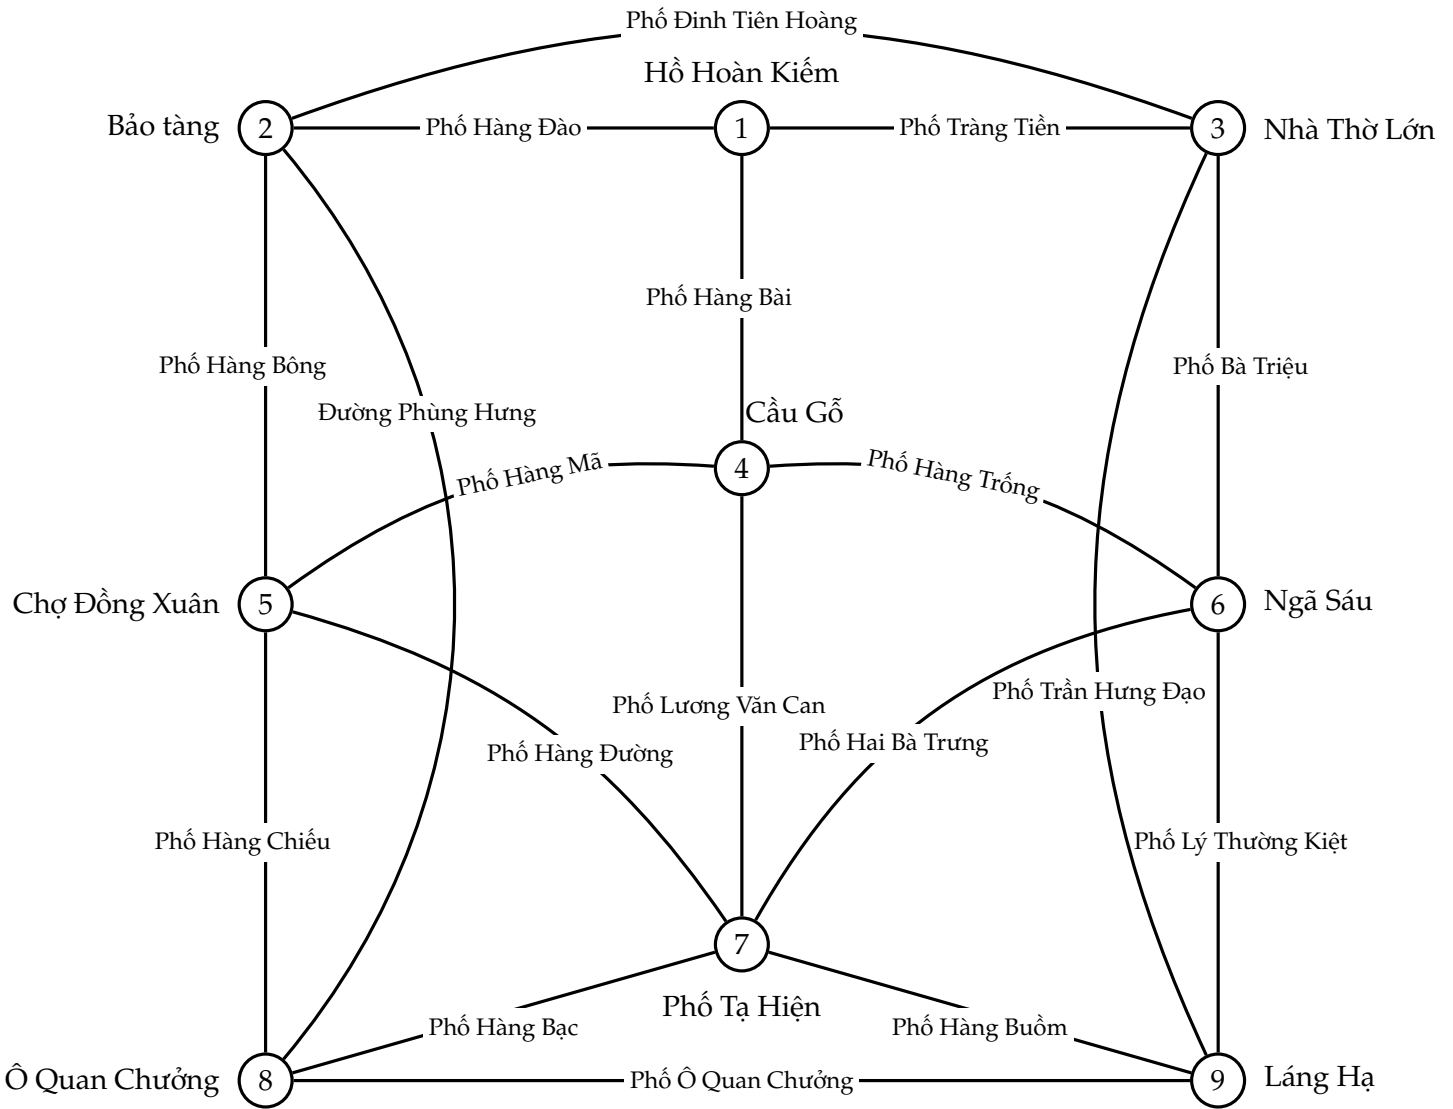 Phố Đinh Tiên Hoàng
Hồ Hoàn Kiếm
Bảo tàng
2
Phố Hàng Đào
1
Phố Tràng Tiền
3
Nhà Thờ Lớn
Phố Hàng Bài
Phố Hàng Bông
Phố Bà Triệu
Đường Phùng Hưng
Cầu Gỗ
Phố Hàng Mã
4
Phố Hàng Trống
Chợ Đồng Xuân
5
6
Ngã Sáu
Phố Trần Hưng Đạo
Phố Lương Văn Can
Phố Hàng Đường
Phố Hai Bà Trưng
Phố Hàng Chiếu
Phố Lý Thường Kiệt
7
Phố Tạ Hiện
Phố Hàng Bạc
Phố Hàng Buồm
Ô Quan Chưởng
8
Phố Ô Quan Chưởng
9
Láng Hạ